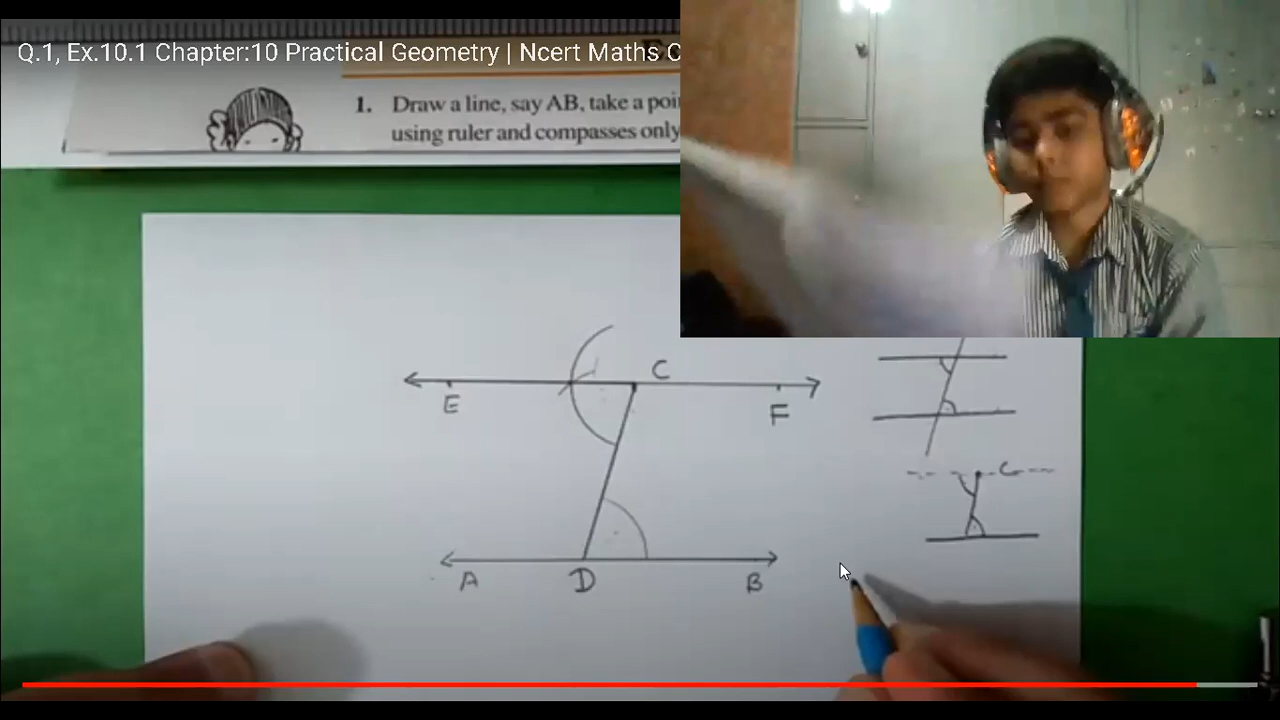 Q.1, Ex.10.1 Chapter:10 Practical Geometry | Ncert Maths C
1. Draw a line, say AB, take a poi
using ruler and compasses only
C
E
F
C
A
D
B